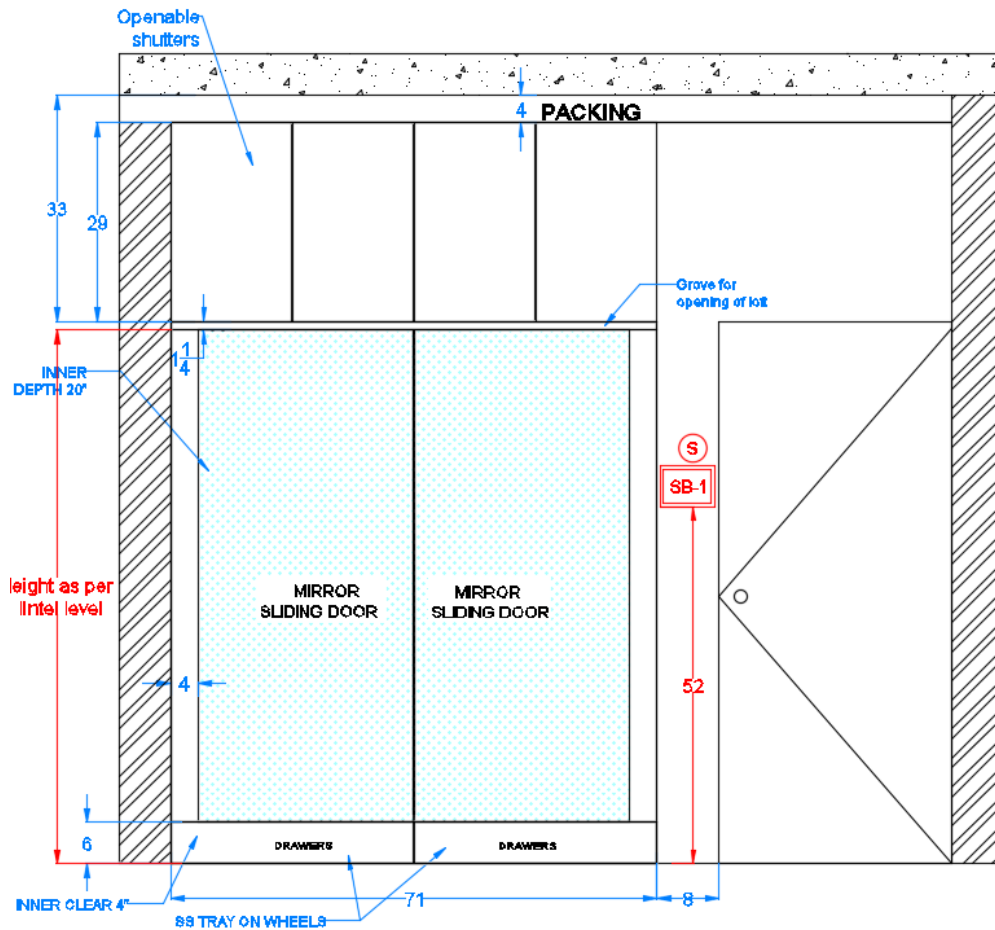 Openable
shutters
4
PACKING
33
29
Grove for
opening of loft
1 1/4
INNER
DEPTH 20"
S
SB-1
MIRROR
SLIDING DOOR
MIRROR
SLIDING DOOR
leight as per
lintel level
4
52
6
DRAWERS
DRAWERS
71
8
INNER CLEAR 4"
SS TRAY ON WHEELS